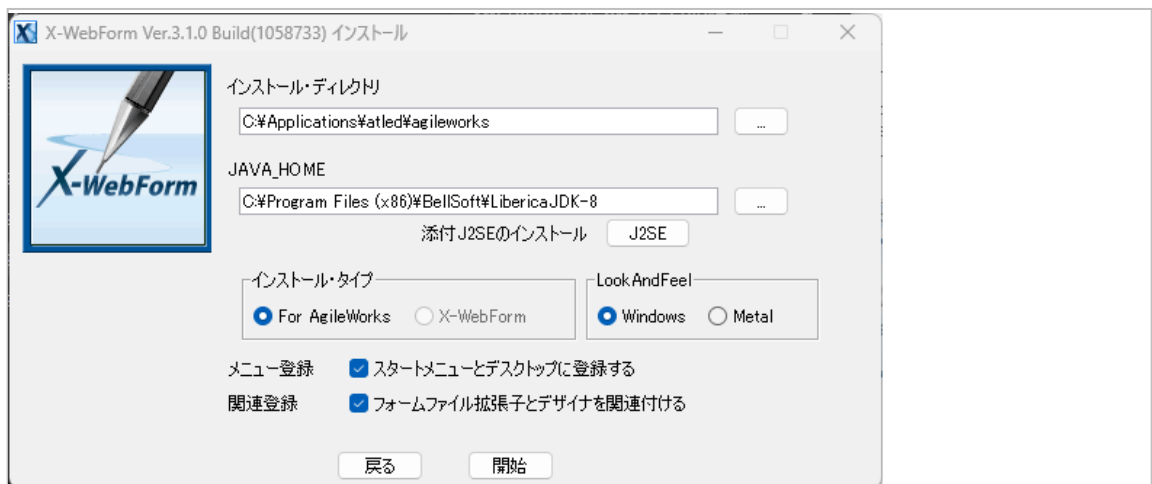 X-WebForm Ver.3.1.0 Build(1058733) インストール
X-WebForm
インストール・ディレクトリ
C:¥Applications¥atled¥agileworks
...
JAVA_HOME
C:¥Program Files (x86)¥BellSoft¥LibericaJDK-8
...
添付J2SEのインストール J2SE
インストール・タイプ
For AgileWorks X-WebForm
LookAndFeel
Windows Metal
メニュー登録 スタートメニューとデスクトップに登録する
関連登録 フォームファイル拡張子とデザイナを関連付ける
戻る 開始